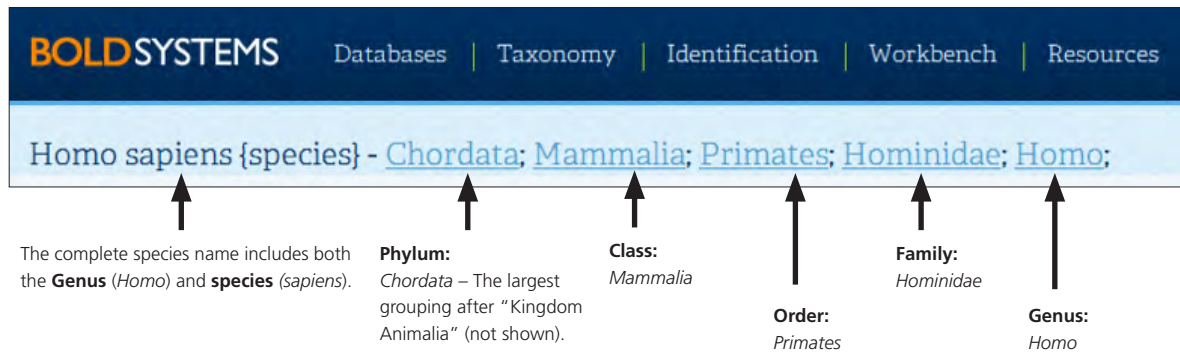 BOLDSYSTEMS Databases | Taxonomy | Identification | Workbench | Resources
Homo sapiens {species} - Chordata; Mammalia; Primates; Hominidae; Homo;
The complete species name includes both
the Genus (Homo) and species (sapiens).
Phylum:
Chordata – The largest
grouping after "Kingdom
Animalia" (not shown).
Class:
Mammalia
Order:
Primates
Family:
Hominidae
Genus:
Homo